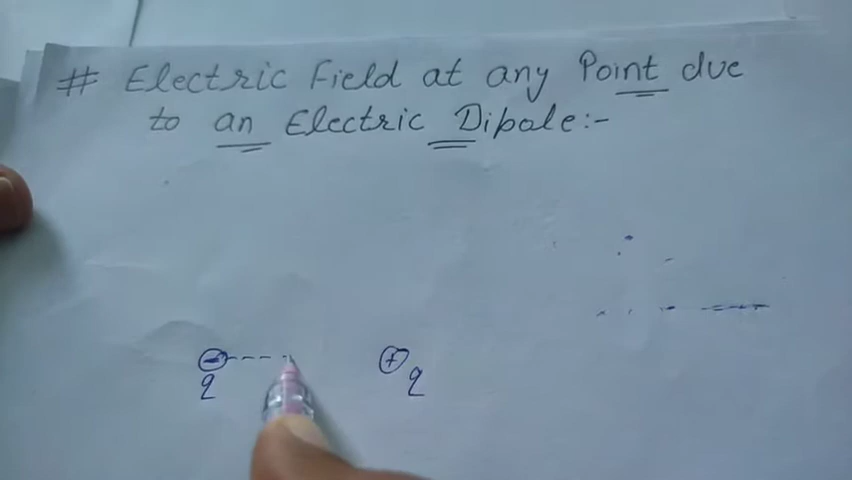 # Electric Field at any Point due
to an Electric Dipole:-
- +
q q